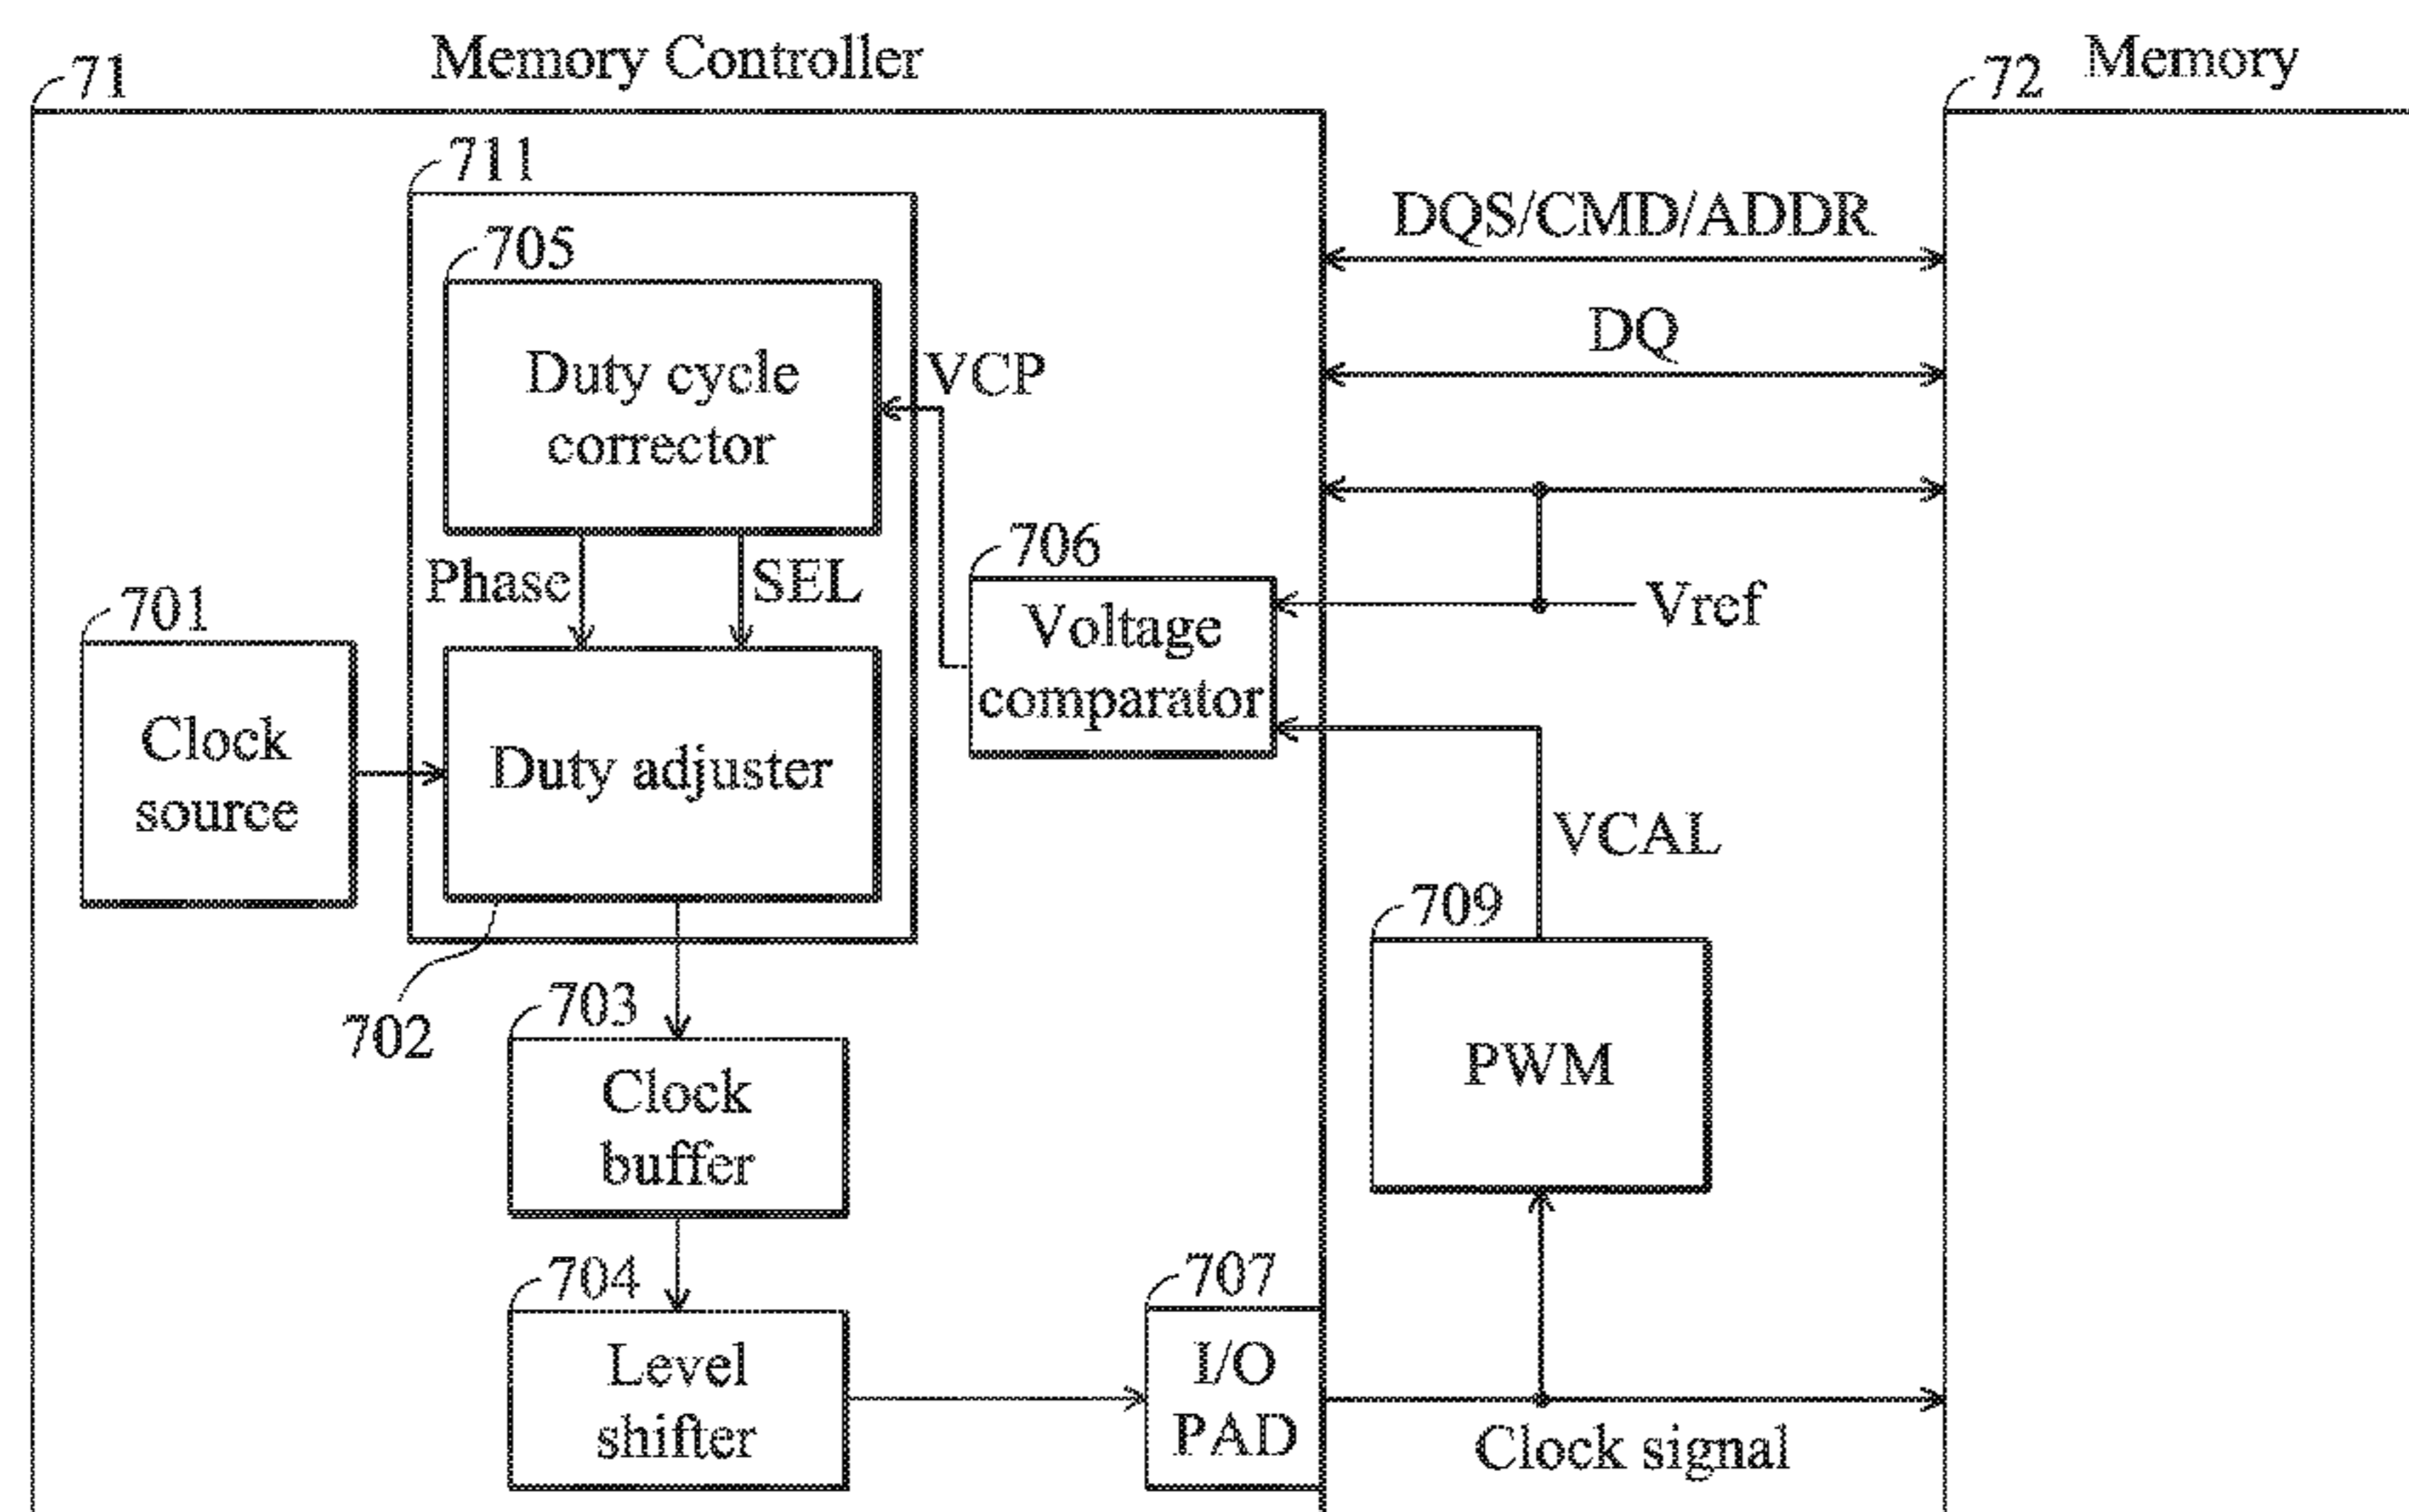 Memory Controller
Memory
71
72
711
705
DQS/CMD/ADDR
Duty cycle
corrector
VCP
DQ
Phase
SEL
706
Voltage
comparator
Vref
701
Clock
source
Duty adjuster
VCAL
709
PWM
702
703
Clock
buffer
704
Level
shifter
707
I/O
PAD
Clock signal